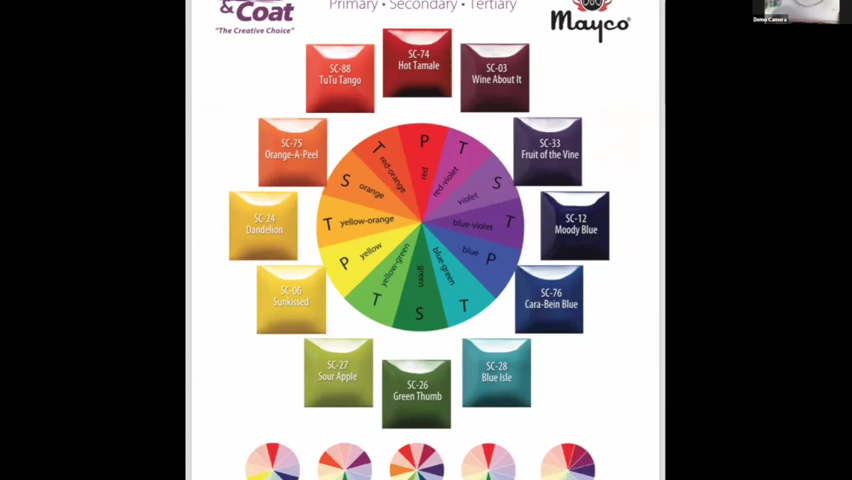 & Coat
"The Creative Choice"
Primary • Secondary • Tertiary
Mayco®
Demo Camera
SC-74
Hot Tamale
SC-88
TuTu Tango
SC-03
Wine About It
SC-75
Orange-A-Peel
SC-33
Fruit of the Vine
SC-24
Dandelion
SC-12
Moody Blue
SC-06
Sunkissed
SC-76
Cara-Bein Blue
SC-27
Sour Apple
SC-28
Blue Isle
SC-26
Green Thumb
P
red
T
red-violet
S
violet
T
blue-violet
P
blue
T
blue-green
S
green
T
yellow-green
P
yellow
T
yellow-orange
S
orange
T
red-orange